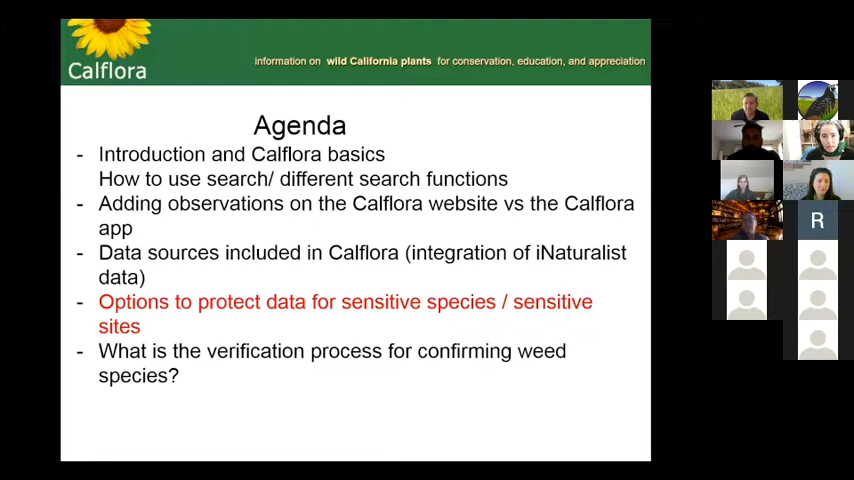 Calflora
information on wild California plants for conservation, education, and appreciation
Agenda
- Introduction and Calflora basics
How to use search/ different search functions
- Adding observations on the Calflora website vs the Calflora
app
- Data sources included in Calflora (integration of iNaturalist
data)
- Options to protect data for sensitive species / sensitive
sites
- What is the verification process for confirming weed
species?
R